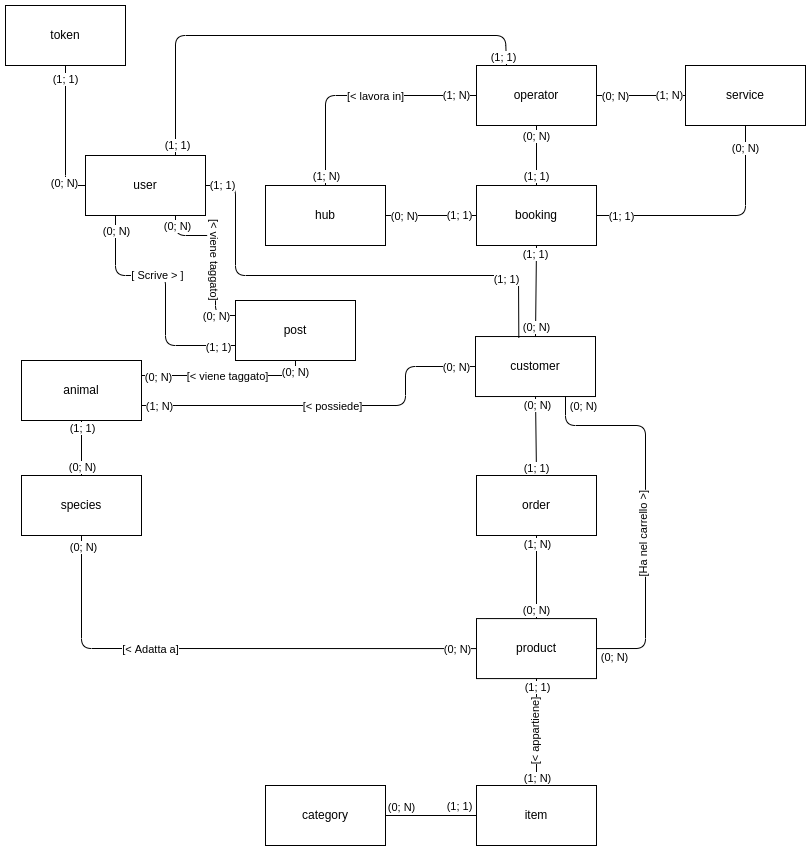 token
(1; 1)
(1; 1)
[< lavora in]
(1; N)
operator
(0; N)
(1; N)
service
(0; N)
(0; N)
(1; 1)
(0; N)
user
(1; 1)
(1; N)
hub
(0; N)
(1; 1)
(1; 1)
booking
(1; 1)
(0; N)
(0; N)
[< viene taggato]
(1; 1)
[ Scrive > ]
(1; 1)
(0; N)
post
(0; N)
(1; 1)
(0; N)
customer
animal
(0; N)
[< viene taggato]
(0; N)
(0; N)
(1; N)
[< possiede]
(0; N)
(0; N)
(1; 1)
(0; N)
(1; 1)
species
order
[Ha nel carrello >]
(0; N)
(1; N)
(0; N)
[< Adatta a]
(0; N)
product
(0; N)
(1; 1)
[< appartiene]
(1; N)
category
(0; N)
(1; 1)
item